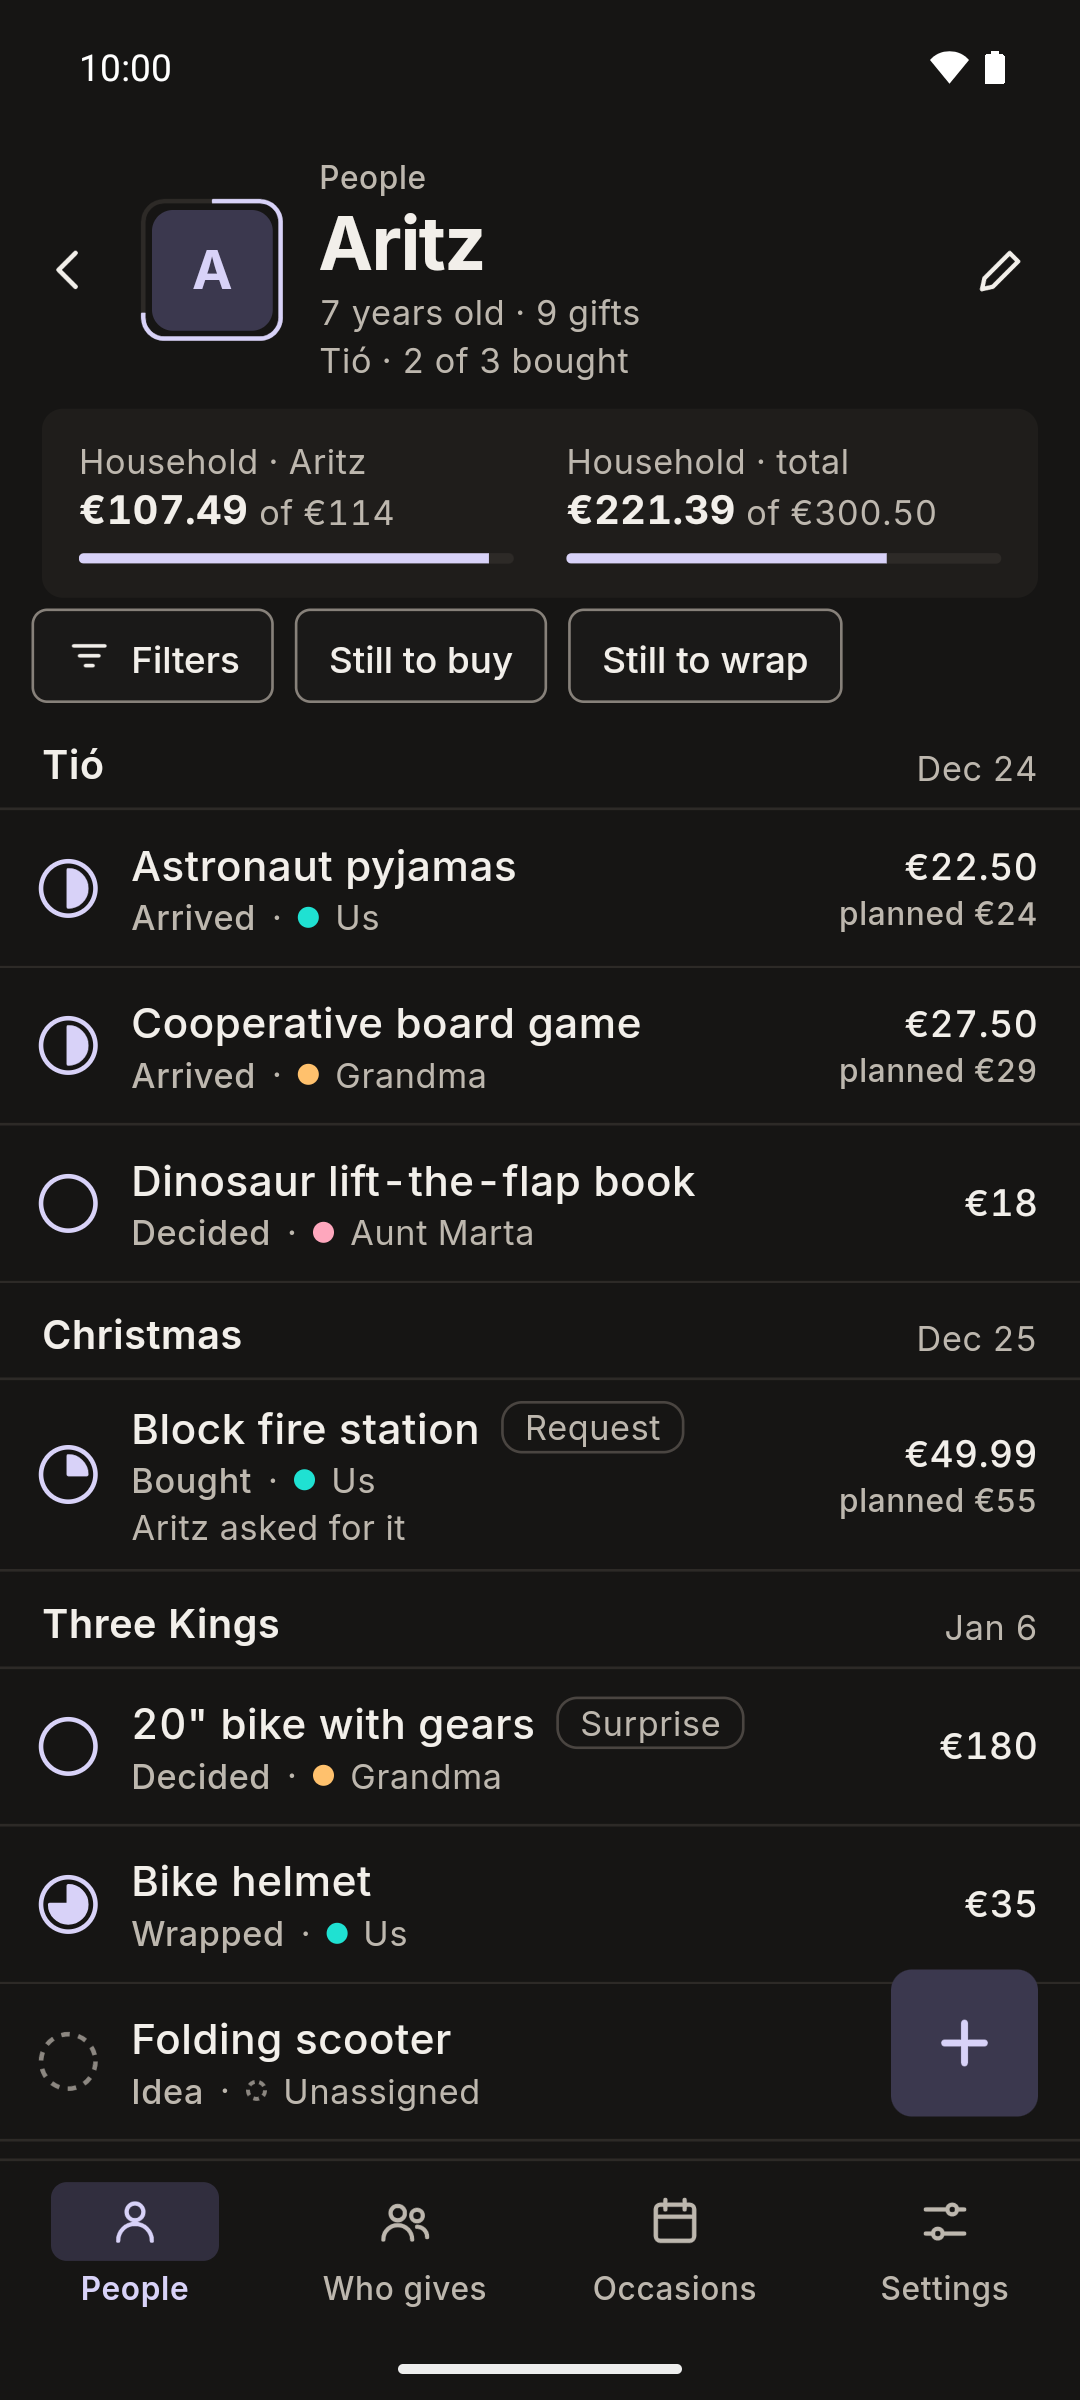 10:00
People
A
Aritz
7 years old · 9 gifts
Tió · 2 of 3 bought
Household · Aritz
€107.49 of €114
Household · total
€221.39 of €300.50
Filters
Still to buy
Still to wrap
Tió
Dec 24
Astronaut pyjamas
Arrived · Us
€22.50
planned €24
Cooperative board game
Arrived · Grandma
€27.50
planned €29
Dinosaur lift-the-flap book
Decided · Aunt Marta
€18
Christmas
Dec 25
Block fire station
Request
Bought · Us
Aritz asked for it
€49.99
planned €55
Three Kings
Jan 6
20" bike with gears
Surprise
Decided · Grandma
€180
Bike helmet
Wrapped · Us
€35
Folding scooter
Idea · Unassigned
People
Who gives
Occasions
Settings